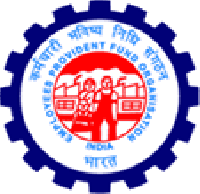 कर्मचारी भविष्य निधि संगठन
EMPLOYEES PROVIDENT FUND ORGANISATION
INDIA
भारत